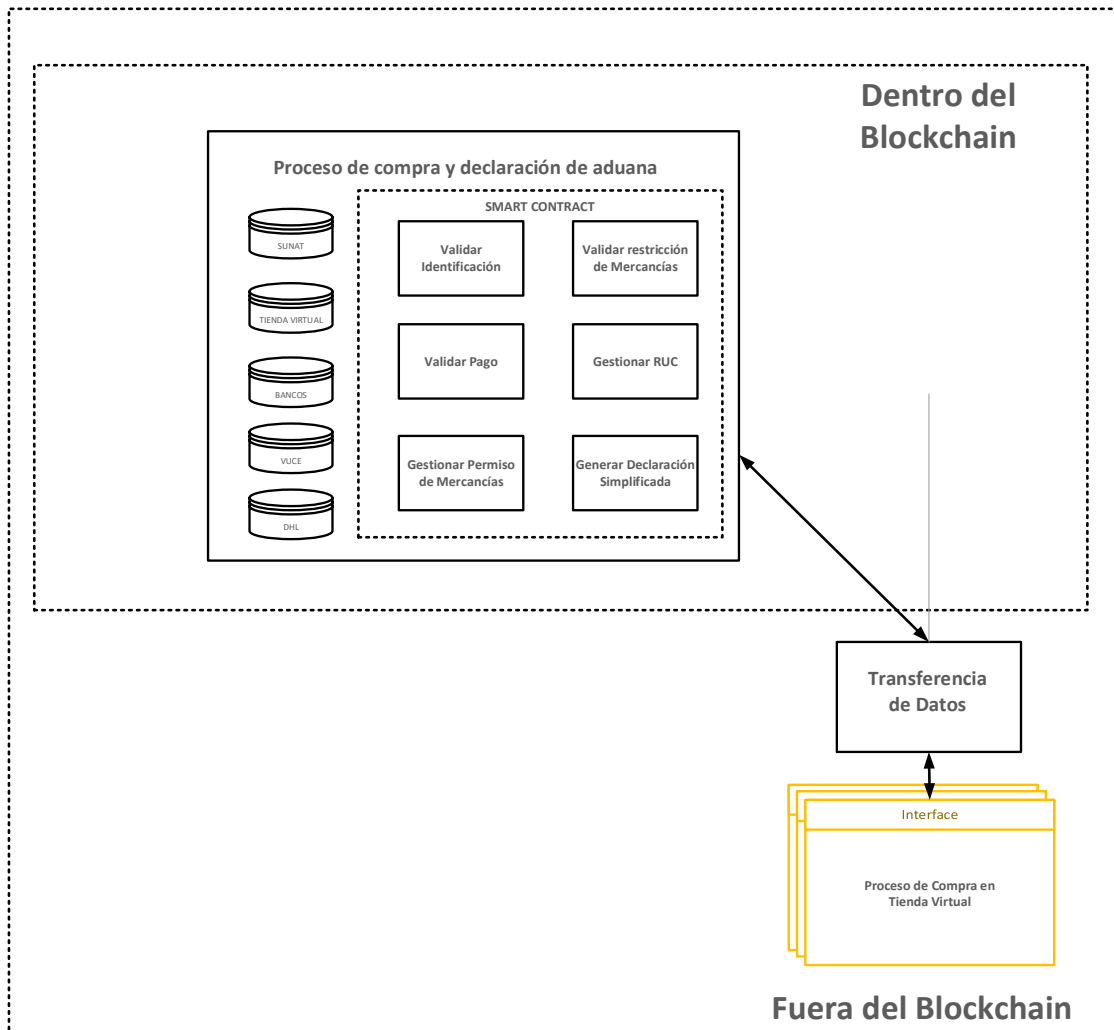 Dentro del
Blockchain
Proceso de compra y declaración de aduana
SMART CONTRACT
SUNAT
TIENDA VIRTUAL
BANCOS
VUCE
DHL
Validar
Identificación
Validar restricción
de Mercancías
Validar Pago
Gestionar RUC
Gestionar Permiso
de Mercancías
Generar Declaración
Simplificada
Transferencia
de Datos
Interface
Proceso de Compra en
Tienda Virtual
Fuera del Blockchain